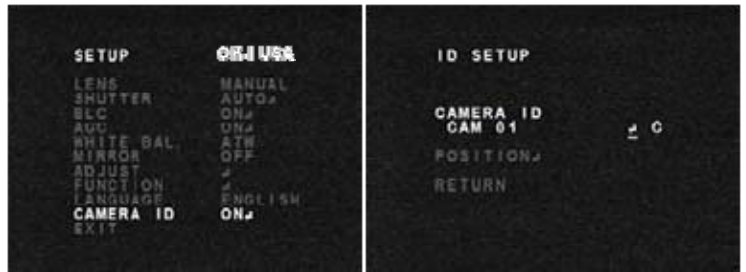 SETUP
LENS MANUAL
SHUTTER AUTO↲
BLC ON↲
AGC ON↲
WHITE BAL. ATW
MIRROR OFF
ADJUST ↲
FUNCTION ↲
LANGUAGE ENGLISH
CAMERA ID ON↲
EXIT
ID SETUP
CAMERA ID
CAM 01 ↲ C
POSITION↲
RETURN